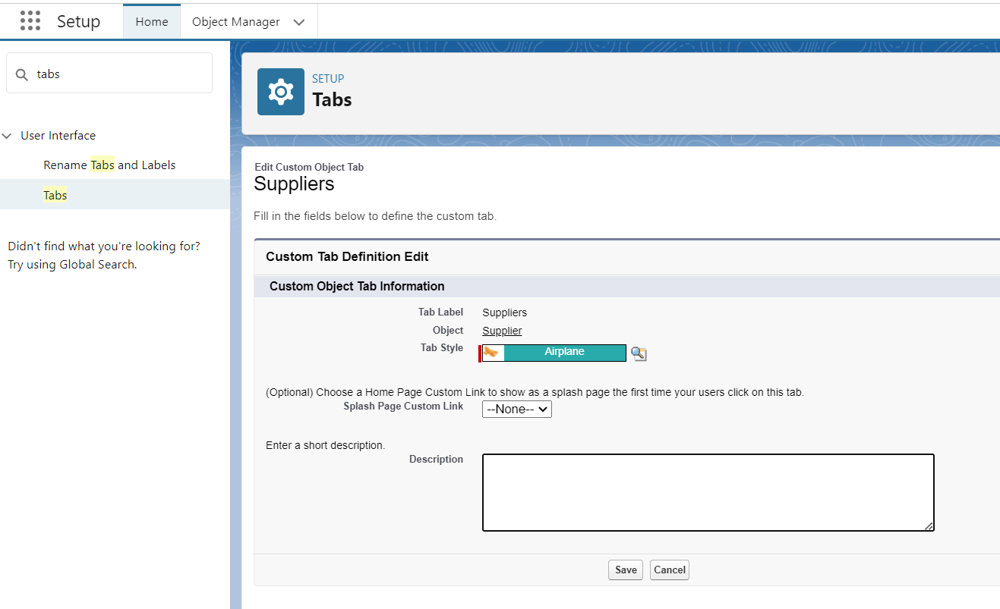 Setup
Home
Object Manager
tabs
User Interface
Rename Tabs and Labels
Tabs
Didn't find what you're looking for?
Try using Global Search.
SETUP
Tabs
Edit Custom Object Tab
Suppliers
Fill in the fields below to define the custom tab.
Custom Tab Definition Edit
Custom Object Tab Information
Tab Label Suppliers
Object Supplier
Tab Style Airplane
(Optional) Choose a Home Page Custom Link to show as a splash page the first time your users click on this tab.
Splash Page Custom Link --None--
Enter a short description.
Description
Save Cancel